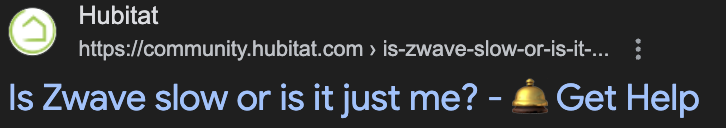 Hubitat
https://community.hubitat.com › is-zwave-slow-or-is-it-...
Is Zwave slow or is it just me? - 🛎️ Get Help